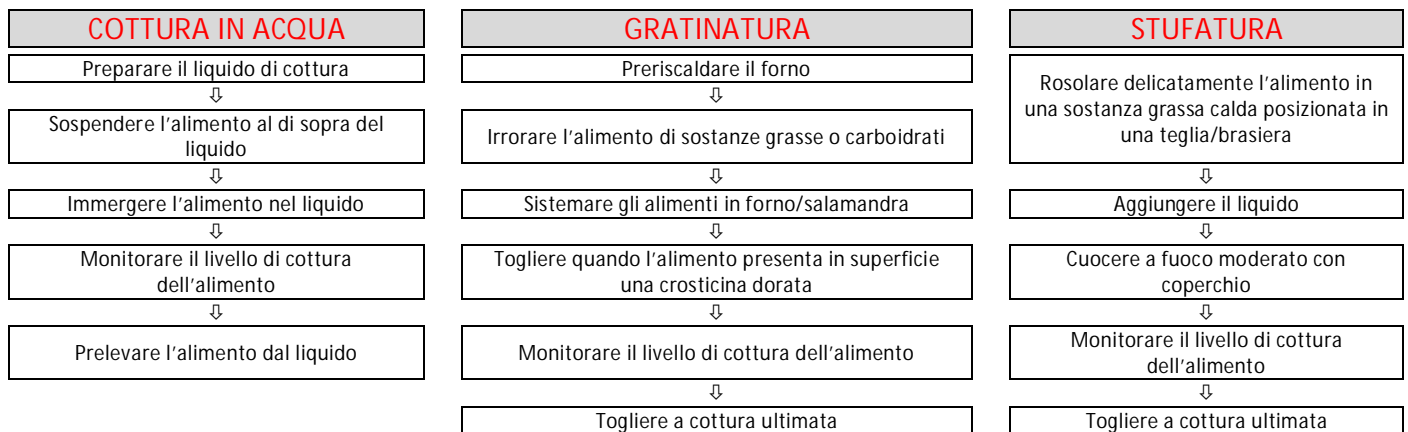 COTTURA IN ACQUA
Preparare il liquido di cottura
⇩
Sospendere l'alimento al di sopra del
liquido
⇩
Immergere l'alimento nel liquido
⇩
Monitorare il livello di cottura
dell'alimento
⇩
Prelevare l'alimento dal liquido
GRATINATURA
Preriscaldare il forno
⇩
Irrorare l'alimento di sostanze grasse o carboidrati
⇩
Sistemare gli alimenti in forno/salamandra
⇩
Togliere quando l'alimento presenta in superficie
una crosticina dorata
⇩
Monitorare il livello di cottura dell'alimento
⇩
Togliere a cottura ultimata
STUFATURA
Rosolare delicatamente l'alimento in
una sostanza grassa calda posizionata in
una teglia/brasiera
⇩
Aggiungere il liquido
⇩
Cuocere a fuoco moderato con
coperchio
⇩
Monitorare il livello di cottura
dell'alimento
⇩
Togliere a cottura ultimata